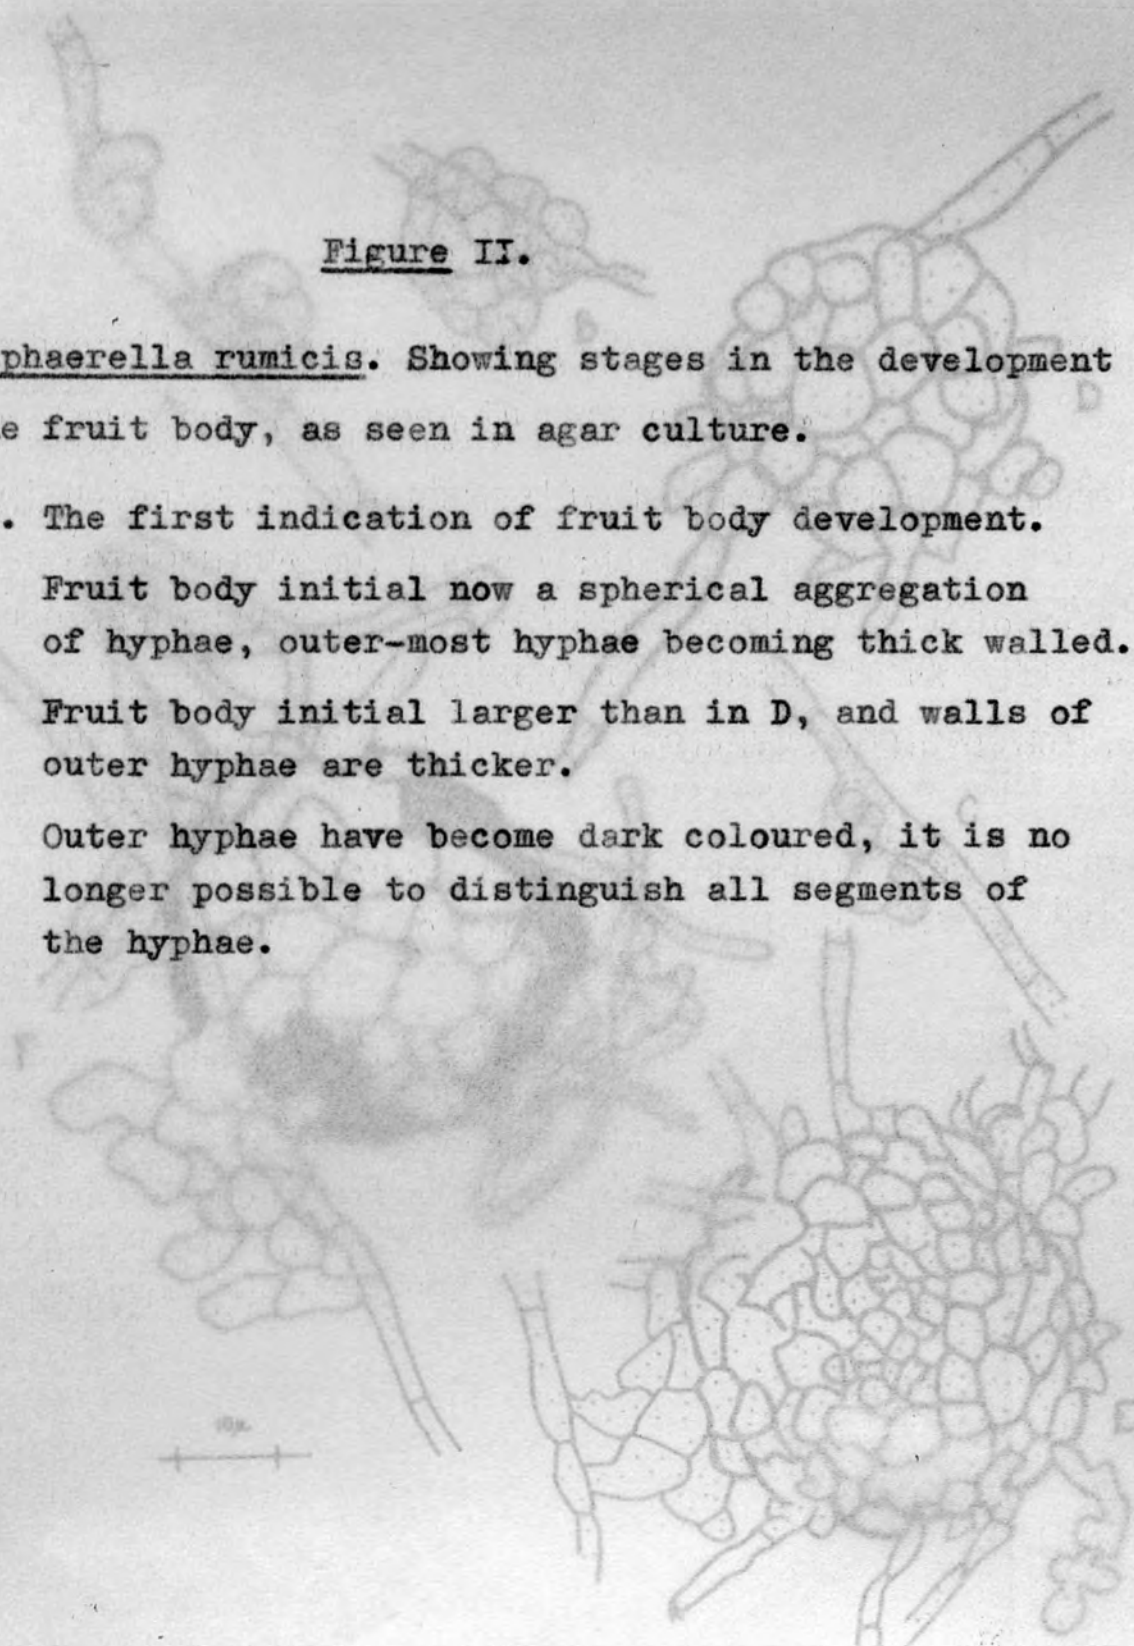 Figure II.
phaerella rumicis. Showing stages in the development
e fruit body, as seen in agar culture.
. The first indication of fruit body development.
Fruit body initial now a spherical aggregation
of hyphae, outer-most hyphae becoming thick walled.
Fruit body initial larger than in D, and walls of
outer hyphae are thicker.
Outer hyphae have become dark coloured, it is no
longer possible to distinguish all segments of
the hyphae.
D
F
10µ